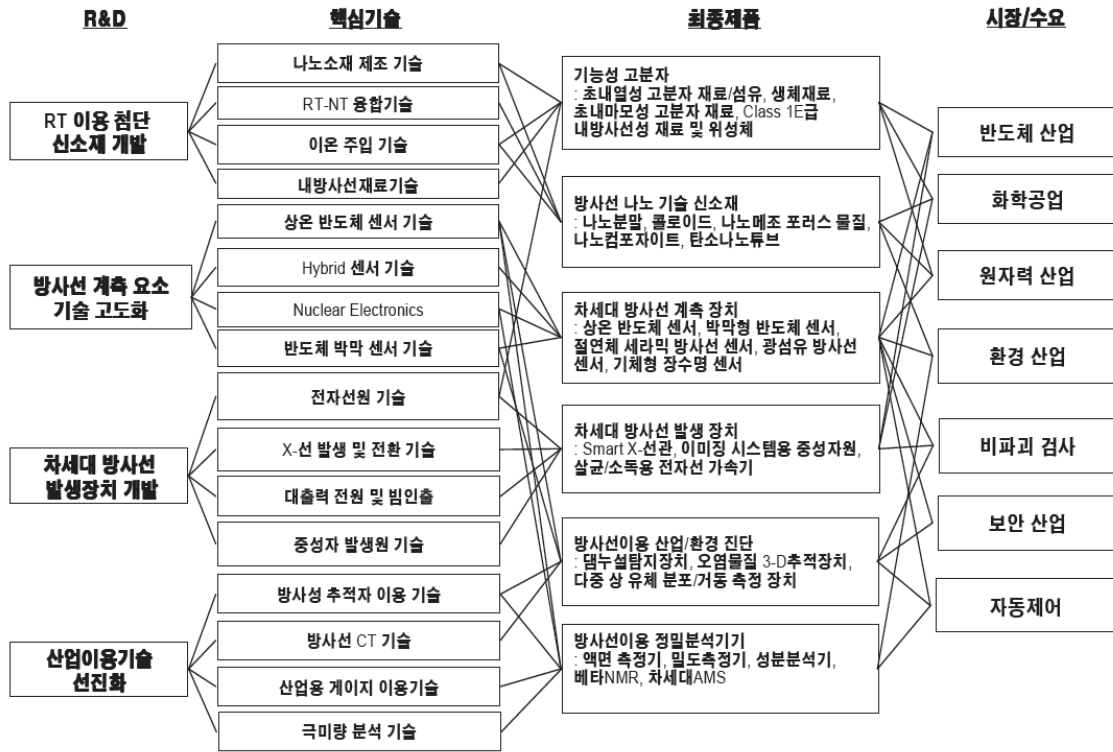 R&D
핵심기술
최종제품
시장/수요
RT 이용 첨단
신소재 개발
방사선 계측 요소
기술 고도화
차세대 방사선
발생장치 개발
산업이용기술
선진화
나노소재 제조 기술
RT-NT 융합기술
이온 주입 기술
내방사선재료기술
상온 반도체 센서 기술
Hybrid 센서 기술
Nuclear Electronics
반도체 박막 센서 기술
전자선원 기술
X-선 발생 및 전환 기술
대출력 전원 및 빔인출
중성자 발생원 기술
방사성 추적자 이용 기술
방사선 CT 기술
산업용 게이지 이용기술
극미량 분석 기술
기능성 고분자
: 초내열성 고분자 재료/섬유, 생체재료,
초내마모성 고분자 재료, Class 1E급
내방사선성 재료 및 위성체
방사선 나노 기술 신소재
: 나노분말, 콜로이드, 나노메조 포러스 물질,
나노컴포자이트, 탄소나노튜브
차세대 방사선 계측 장치
: 상온 반도체 센서, 박막형 반도체 센서,
절연체 세라믹 방사선 센서, 광섬유 방사선
센서, 기체형 장수명 센서
차세대 방사선 발생 장치
: Smart X-선관, 이미징 시스템용 중성자원,
살균/소독용 전자선 가속기
방사선이용 산업/환경 진단
: 댐누설탐지장치, 오염물질 3-D추적장치,
다중 상 유체 분포/거동 측정 장치
방사선이용 정밀분석기기
: 액면 측정기, 밀도측정기, 성분분석기,
베타NMR, 차세대AMS
반도체 산업
화학공업
원자력 산업
환경 산업
비파괴 검사
보안 산업
자동제어